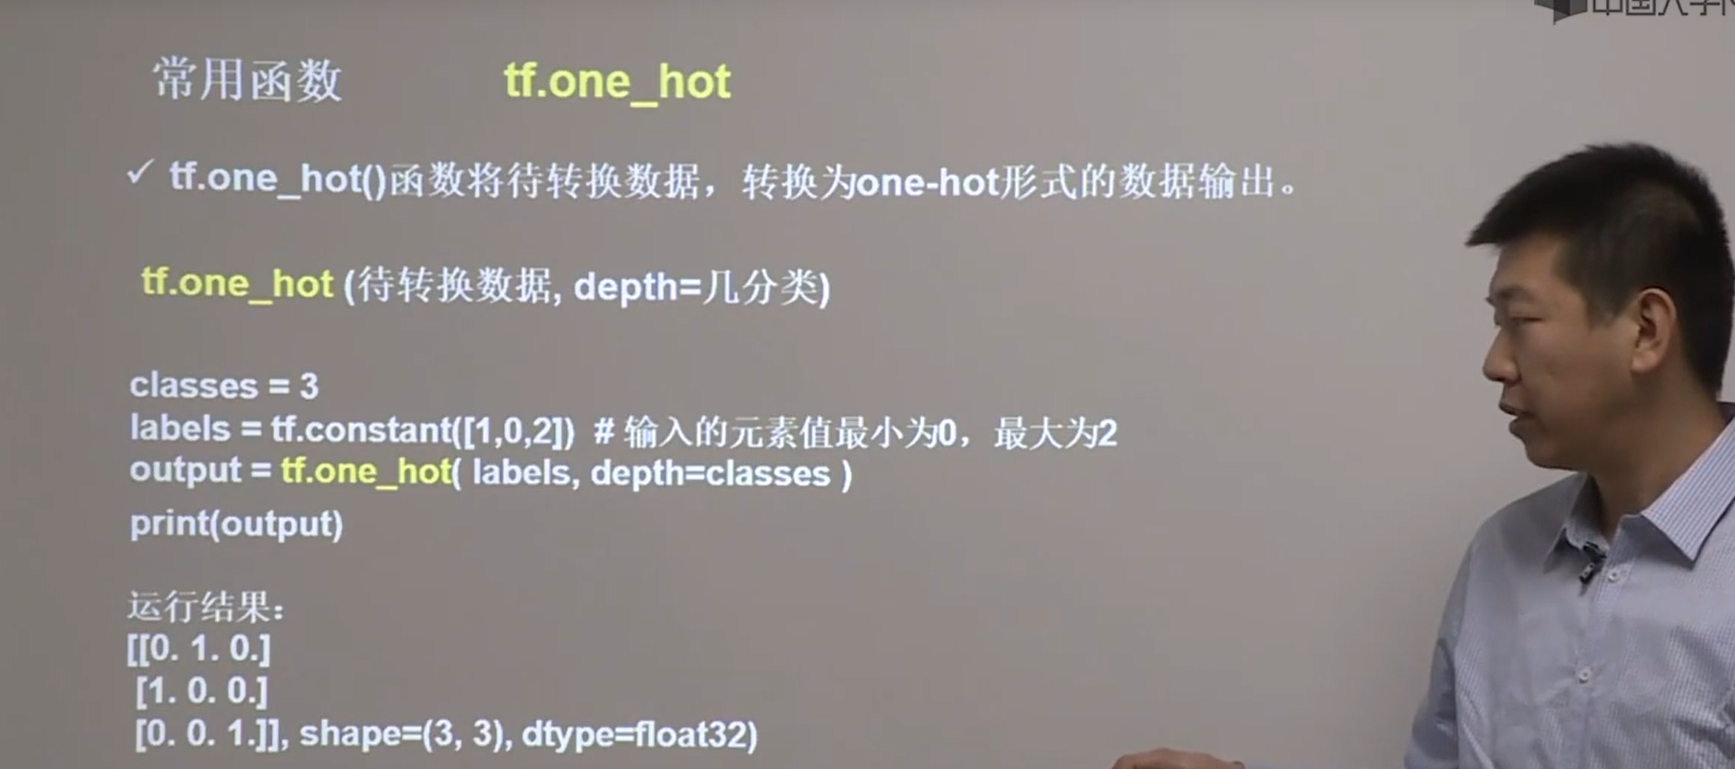 中国大学
常用函数 tf.one_hot
✓ tf.one_hot()函数将待转换数据，转换为one-hot形式的数据输出。
tf.one_hot (待转换数据, depth=几分类)
classes = 3
labels = tf.constant([1,0,2]) # 输入的元素值最小为0，最大为2
output = tf.one_hot( labels, depth=classes )
print(output)
运行结果：
[[0. 1. 0.]
[1. 0. 0.]
[0. 0. 1.]], shape=(3, 3), dtype=float32)